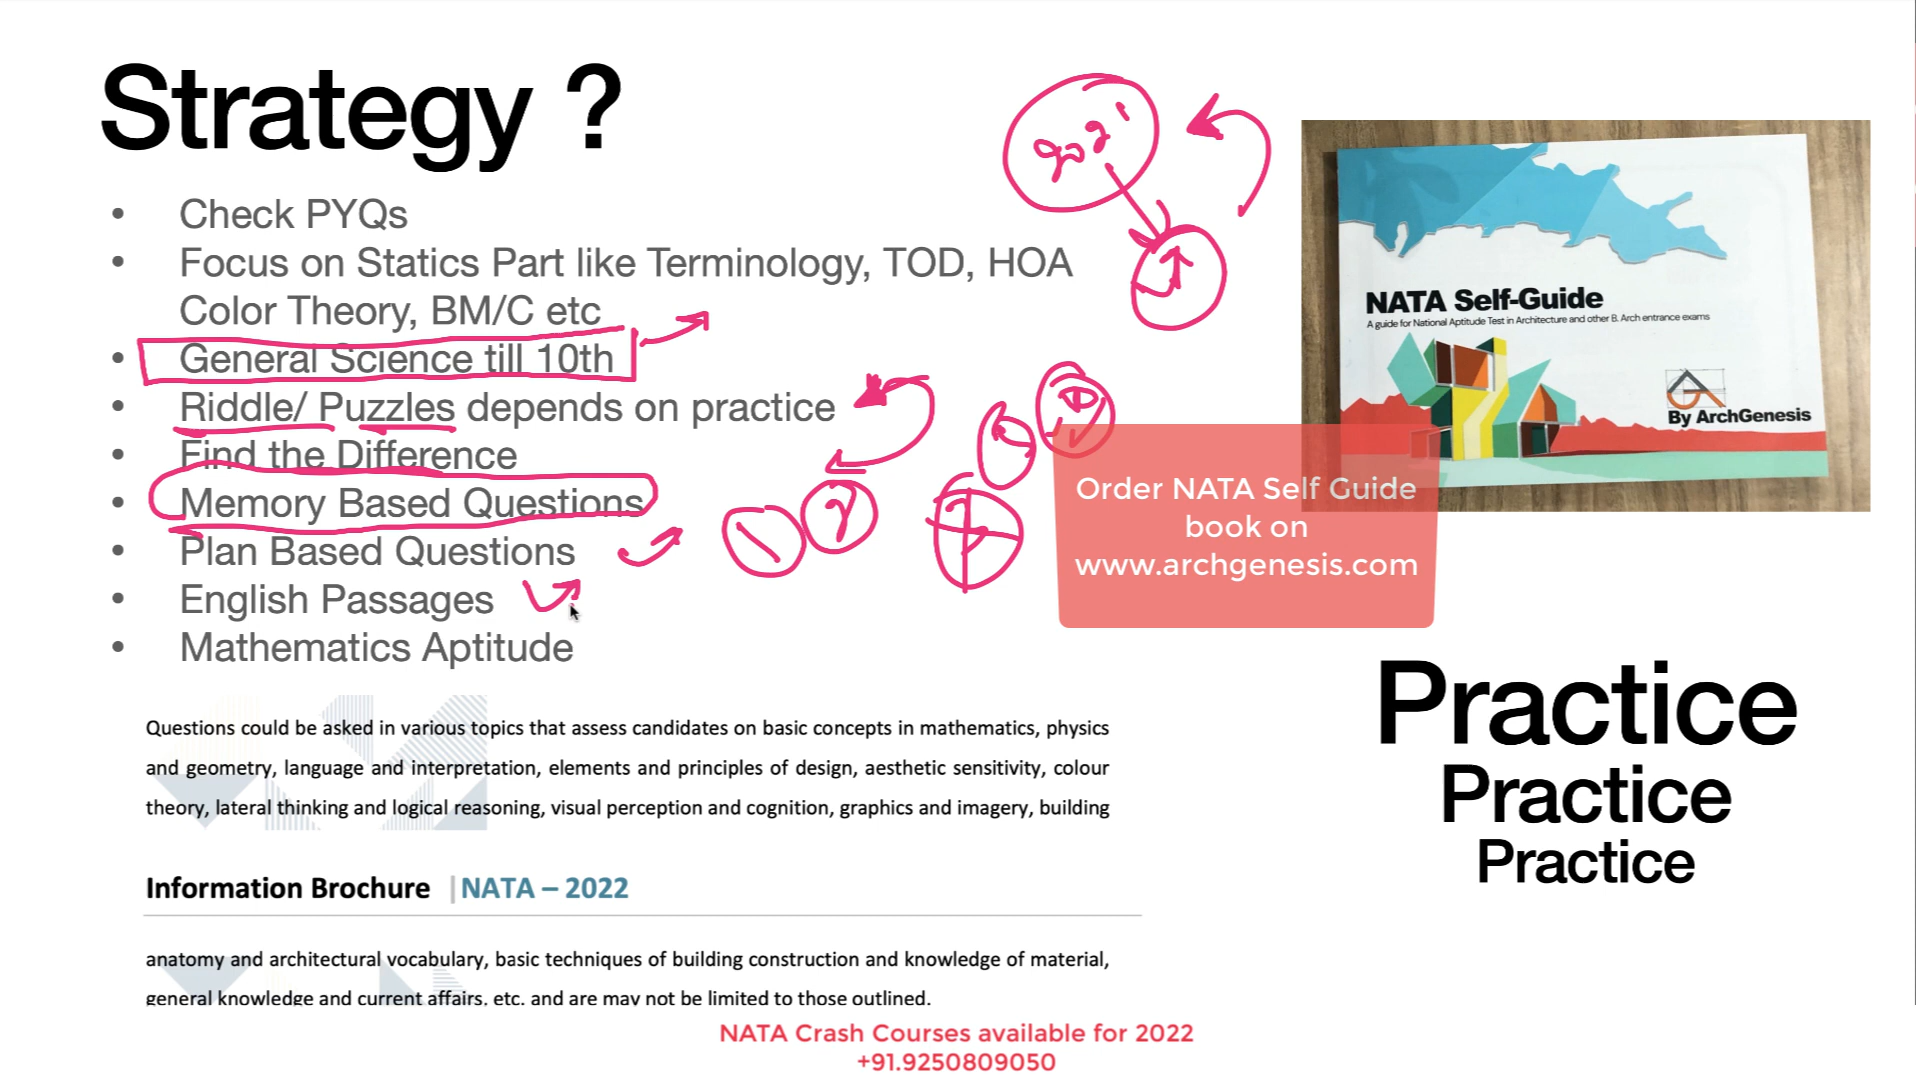 Strategy ?
• Check PYQs
• Focus on Statics Part like Terminology, TOD, HOA
Color Theory, BM/C etc
• General Science till 10th
• Riddle/ Puzzles depends on practice
• Find the Difference
• Memory Based Questions
• Plan Based Questions
• English Passages
• Mathematics Aptitude
2021
NATA Self-Guide
A guide for National Aptitude Test in Architecture and other B. Arch entrance exams
By ArchGenesis
Order NATA Self Guide
book on
www.archgenesis.com
Practice
Practice
Practice
Questions could be asked in various topics that assess candidates on basic concepts in mathematics, physics
and geometry, language and interpretation, elements and principles of design, aesthetic sensitivity, colour
theory, lateral thinking and logical reasoning, visual perception and cognition, graphics and imagery, building
Information Brochure | NATA – 2022
anatomy and architectural vocabulary, basic techniques of building construction and knowledge of material,
general knowledge and current affairs, etc. and are may not be limited to those outlined.
NATA Crash Courses available for 2022
+91.9250809050